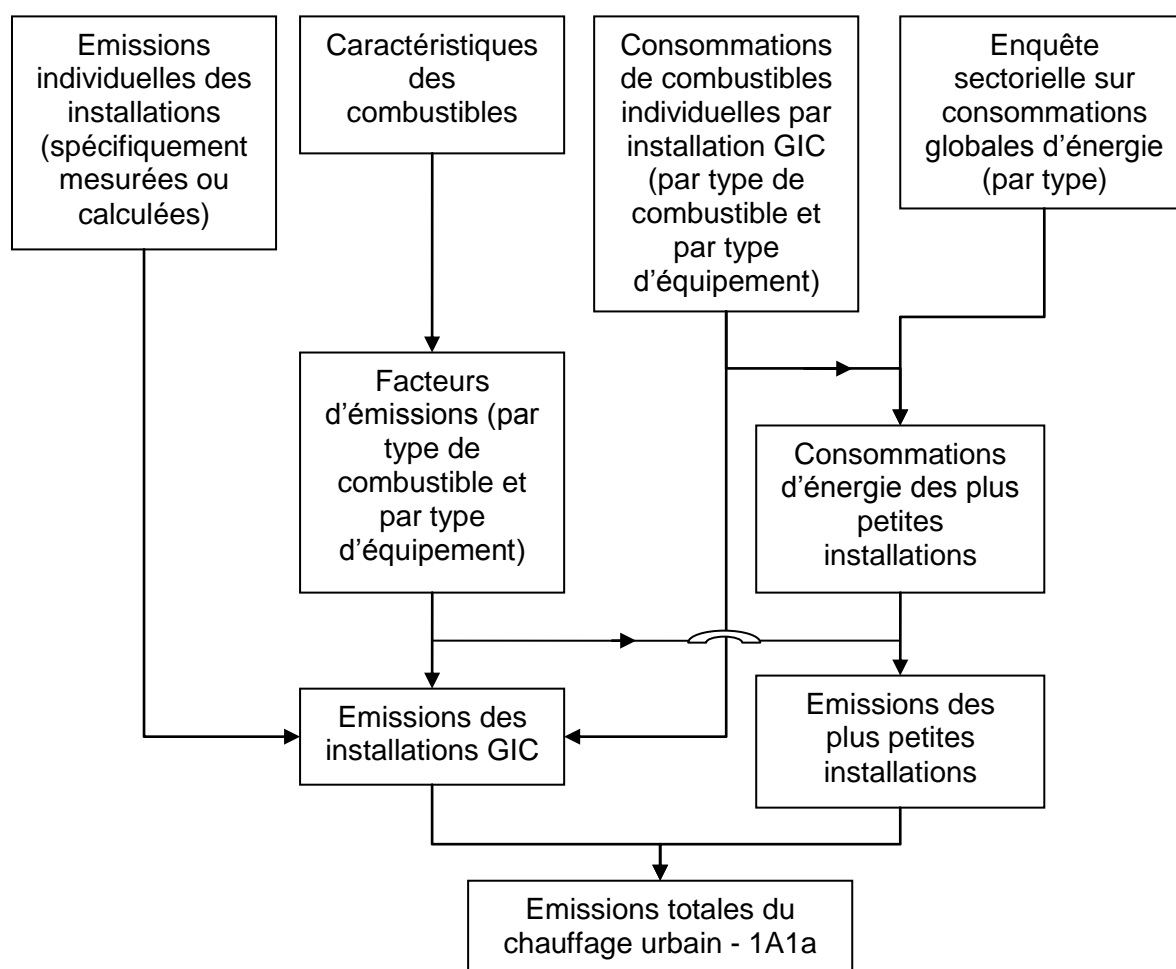 Emissions
individuelles des
installations
(spécifiquement
mesurées ou
calculées)
Caractéristiques
des
combustibles
Consommations
de combustibles
individuelles par
installation GIC
(par type de
combustible et
par type
d’équipement)
Enquête
sectorielle sur
consommations
globales d’énergie
(par type)
Facteurs
d’émissions (par
type de
combustible et
par type
d’équipement)
Consommations
d’énergie des plus
petites
installations
Emissions des
installations GIC
Emissions des
plus petites
installations
Emissions totales du
chauffage urbain - 1A1a